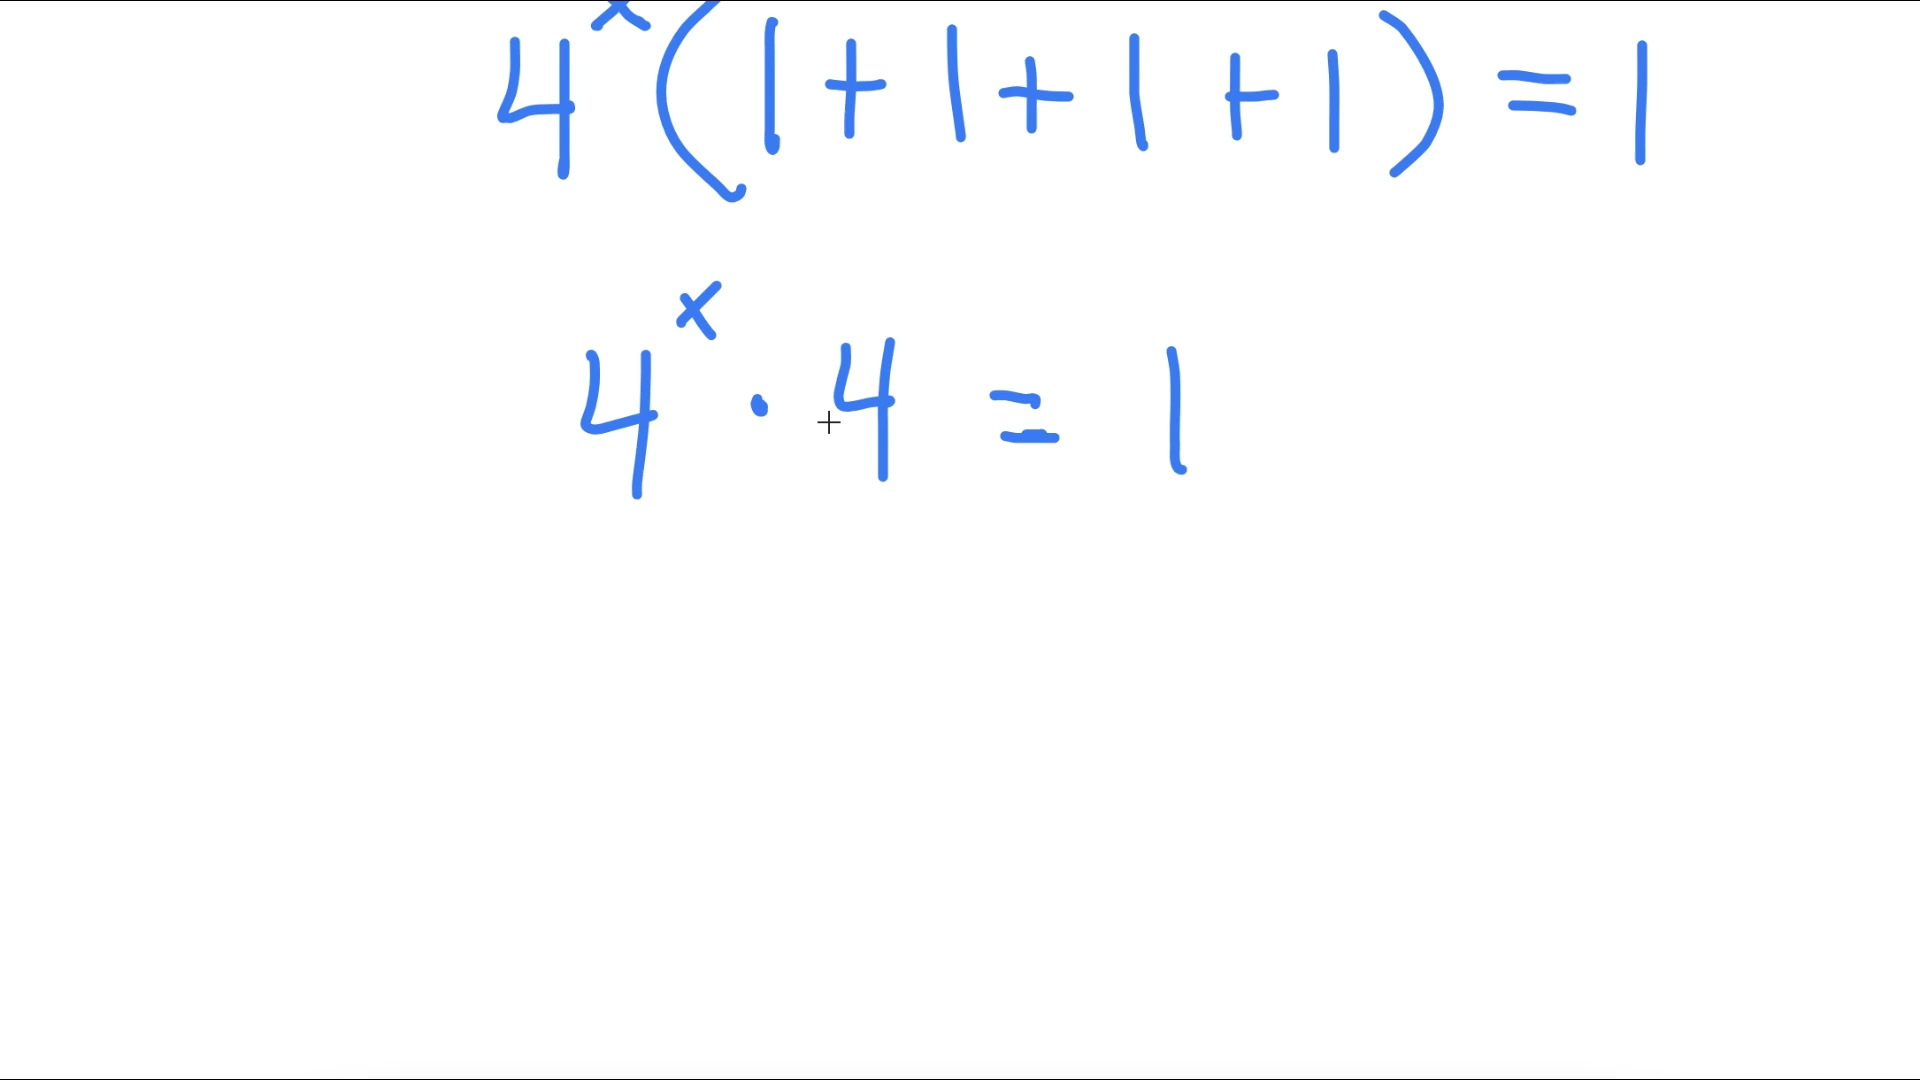 4^x (1 + 1 + 1 + 1) = 1
4^x · 4 = 1